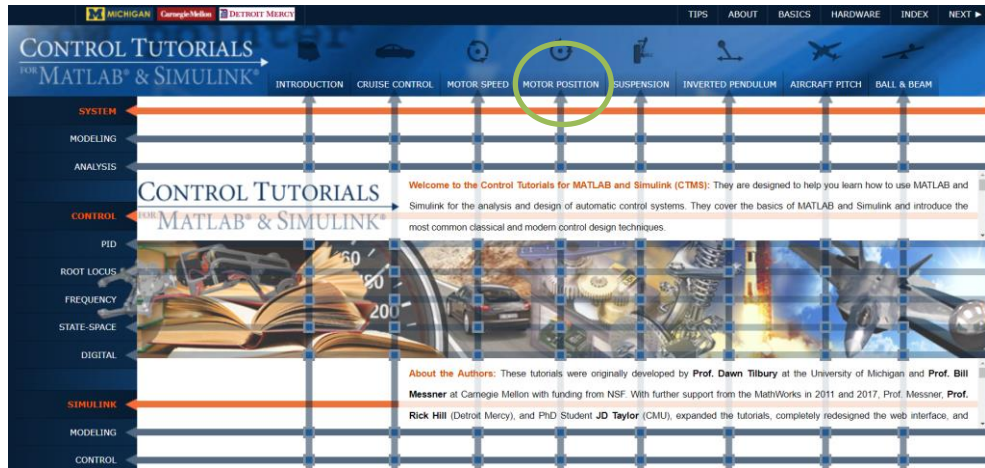 MICHIGAN Carnegie Mellon DETROIT MERCY TIPS ABOUT BASICS HARDWARE INDEX NEXT ►
CONTROL TUTORIALS
FOR MATLAB® & SIMULINK®
INTRODUCTION CRUISE CONTROL MOTOR SPEED MOTOR POSITION SUSPENSION INVERTED PENDULUM AIRCRAFT PITCH BALL & BEAM
SYSTEM
MODELING
ANALYSIS
CONTROL
PID
ROOT LOCUS
FREQUENCY
STATE-SPACE
DIGITAL
SIMULINK
MODELING
CONTROL
CONTROL TUTORIALS
FOR MATLAB® & SIMULINK®
Welcome to the Control Tutorials for MATLAB and Simulink (CTMS): They are designed to help you learn how to use MATLAB and
Simulink for the analysis and design of automatic control systems. They cover the basics of MATLAB and Simulink and introduce the
most common classical and modern control design techniques.
200
About the Authors: These tutorials were originally developed by Prof. Dawn Tilbury at the University of Michigan and Prof. Bill
Messner at Carnegie Mellon with funding from NSF. With further support from the MathWorks in 2011 and 2017, Prof. Messner, Prof.
Rick Hill (Detroit Mercy), and PhD Student JD Taylor (CMU), expanded the tutorials, completely redesigned the web interface, and